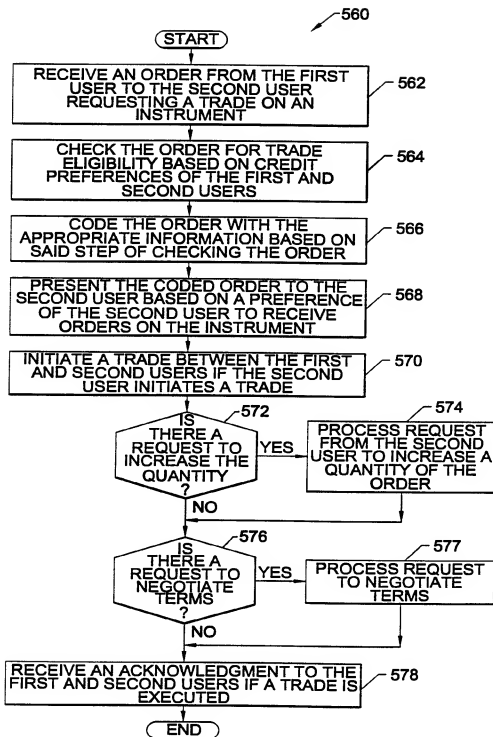 560
START
RECEIVE AN ORDER FROM THE FIRST
USER TO THE SECOND USER
REQUESTING A TRADE ON AN
INSTRUMENT
562
CHECK THE ORDER FOR TRADE
ELIGIBILITY BASED ON CREDIT
PREFERENCES OF THE FIRST AND
SECOND USERS
564
CODE THE ORDER WITH THE
APPROPRIATE INFORMATION BASED ON
SAID STEP OF CHECKING THE ORDER
566
PRESENT THE CODED ORDER TO THE
SECOND USER BASED ON A PREFERENCE
OF THE SECOND USER TO RECEIVE
ORDERS ON THE INSTRUMENT
568
INITIATE A TRADE BETWEEN THE FIRST
AND SECOND USERS IF THE SECOND
USER INITIATES A TRADE
570
572
IS
THERE A
REQUEST TO
INCREASE THE
QUANTITY
?
YES
574
PROCESS REQUEST
FROM THE SECOND
USER TO INCREASE A
QUANTITY OF THE
ORDER
NO
576
IS
THERE A
REQUEST TO
NEGOTIATE
TERMS
?
YES
577
PROCESS REQUEST
TO NEGOTIATE
TERMS
NO
RECEIVE AN ACKNOWLEDGMENT TO THE
FIRST AND SECOND USERS IF A TRADE IS
EXECUTED
578
END